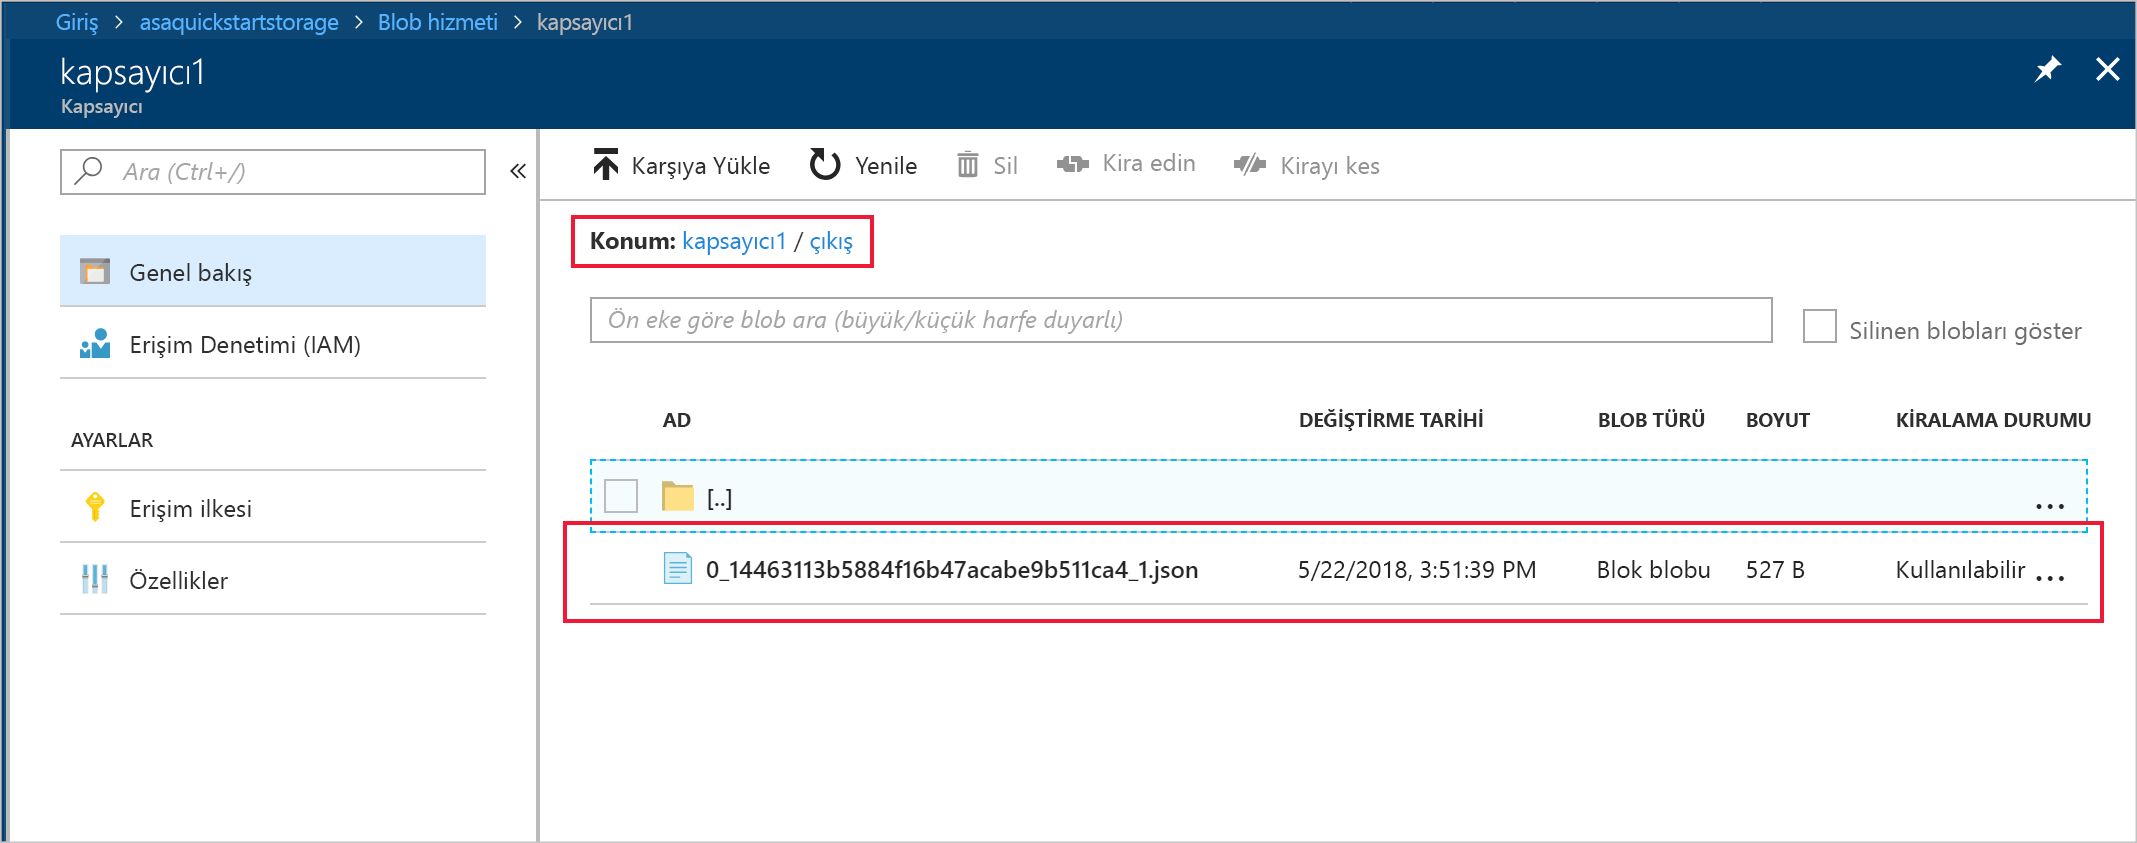 Giriş > asaquickstartstorage > Blob hizmeti > kapsayıcı1
kapsayıcı1
Kapsayıcı
Ara (Ctrl+/)
«
Genel bakış
Erişim Denetimi (IAM)
AYARLAR
Erişim ilkesi
Özellikler
Karşıya Yükle Yenile Sil Kira edin Kirayı kes
Konum: kapsayıcı1 / çıkış
Ön eke göre blob ara (büyük/küçük harfe duyarlı)
Silinen blobları göster
AD DEĞİŞTİRME TARİHİ BLOB TÜRÜ BOYUT KİRALAMA DURUMU
[..] ...
0_14463113b5884f16b47acabe9b511ca4_1.json 5/22/2018, 3:51:39 PM Blok blobu 527 B Kullanılabilir ...